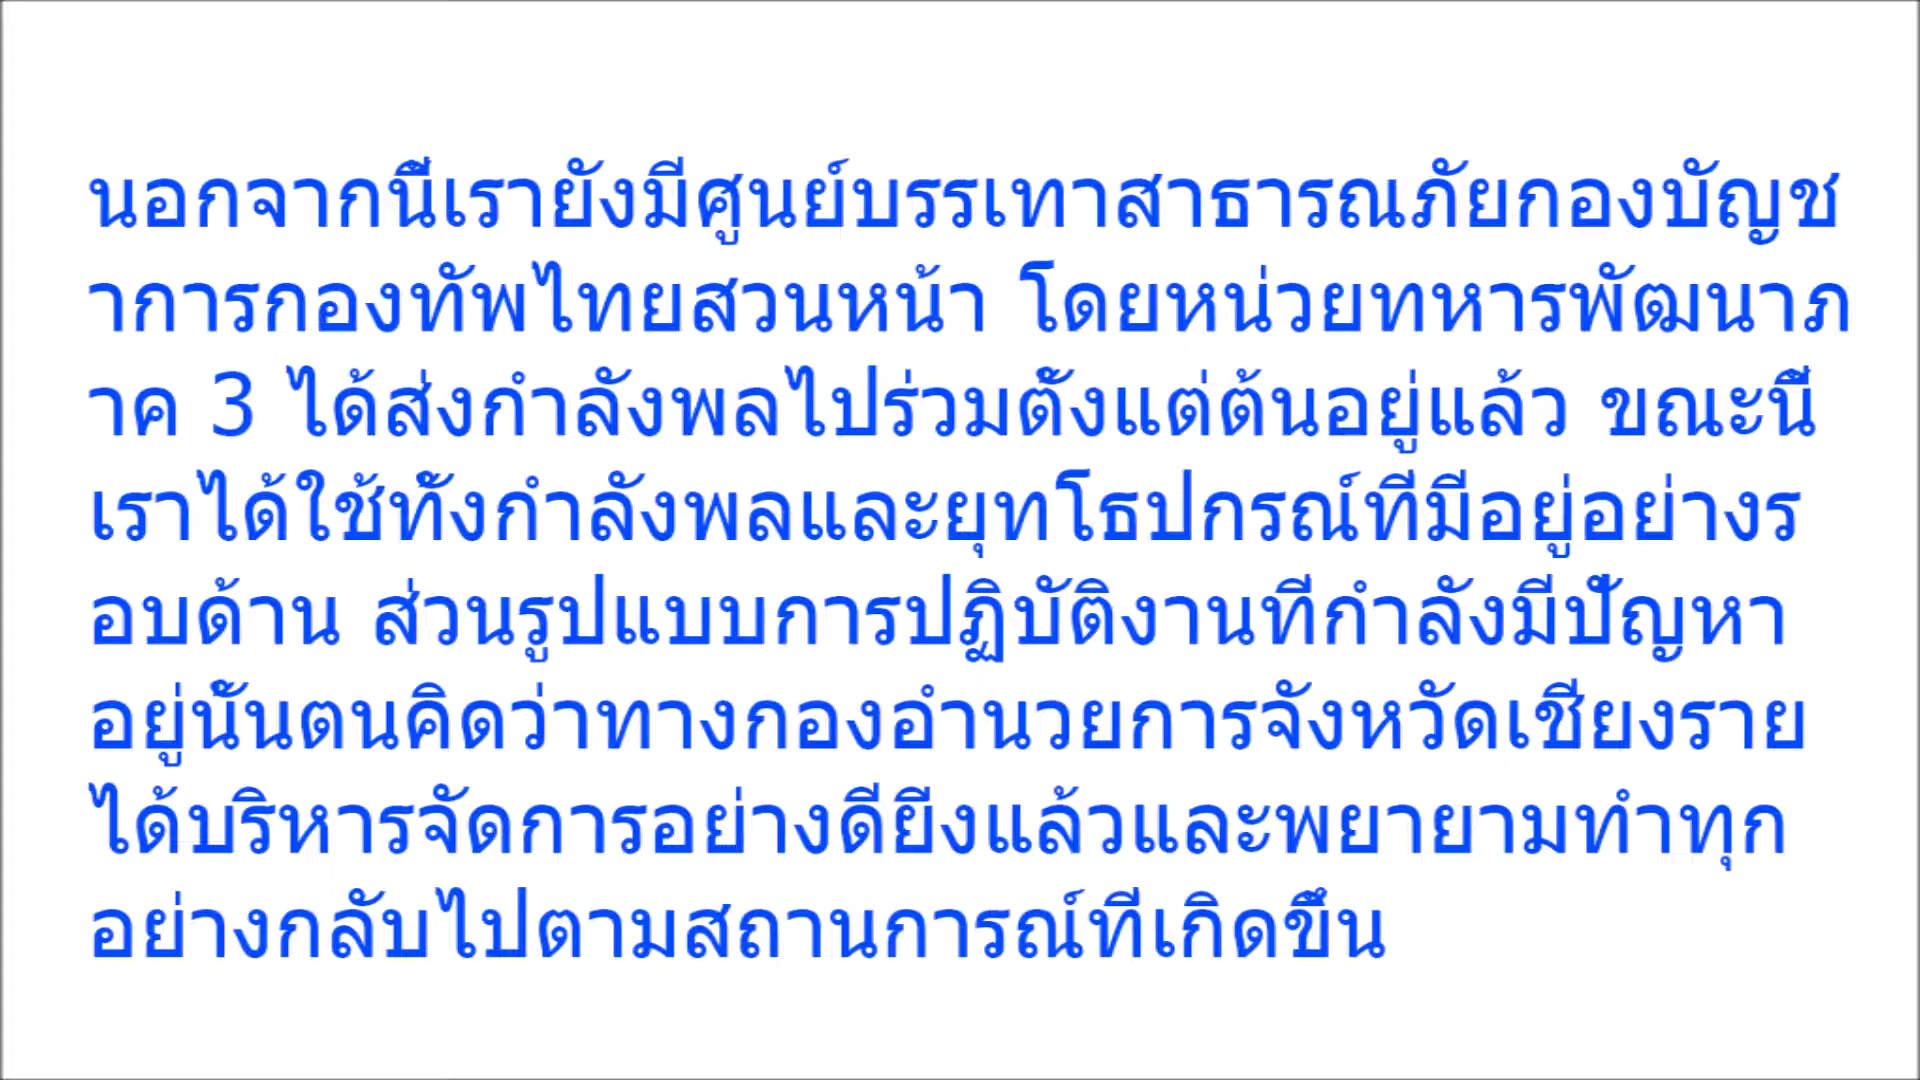 นอกจากนี้เรายังมีศูนย์บรรเทาสาธารณภัยกองบัญช
าการกองทัพไทยสวนหน้า โดยหน่วยทหารพัฒนาภ
าค 3 ได้ส่งกำลังพลไปร่วมตั้งแต่ต้นอยู่แล้ว ขณะนี้
เราได้ใช้ทั้งกำลังพลและยุทโธปกรณ์ที่มีอยู่อย่างร
อบด้าน ส่วนรูปแบบการปฏิบัติงานที่กำลังมีปัญหา
อยู่นั้นตนคิดว่าทางกองอำนวยการจังหวัดเชียงราย
ได้บริหารจัดการอย่างดียิ่งแล้วและพยายามทำทุก
อย่างกลับไปตามสถานการณ์ที่เกิดขึ้น